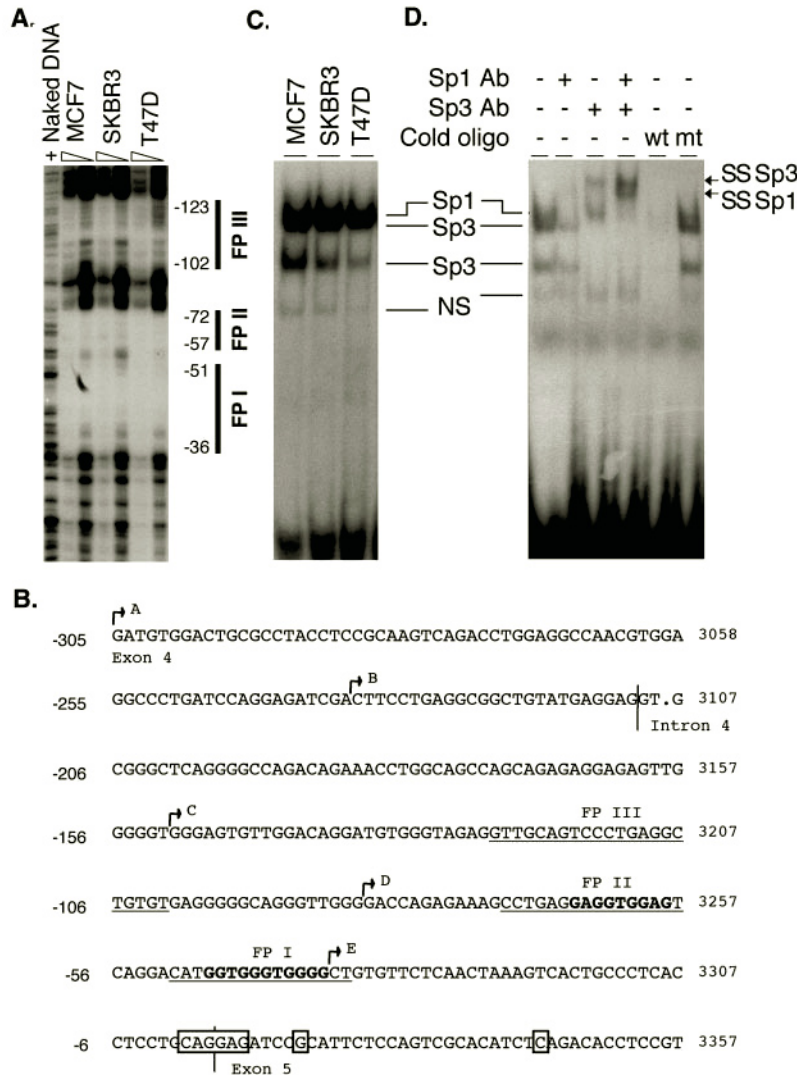 A.
C.
D.
+ Naked DNA
MCF7
SKBR3
T47D
-123
-102
-72
-57
-51
-36
FP III
FP II
FP I
MCF7
SKBR3
T47D
Sp1
Sp3
Sp3
NS
Sp1 Ab - + - + - -
Sp3 Ab - - + + - -
Cold oligo - - - - wt mt
SS Sp3
SS Sp1
B.
A
-305 GATGTGGACTGCGCCTACCTCCGCAAGTCAGACCTGGAGGCCAACGTGGA 3058
Exon 4
B
-255 GGCCCTGATCCAGGAGATCGACTTCCTGAGGCGGCTGTATGAGGAGGT.G 3107
Intron 4
-206 CGGGCTCAGGGGCCAGACAGAAACCTGGCAGCCAGCAGAGAGGAGAGTTG 3157
C FP III
-156 GGGGTGGGAGTGTTGGACAGGATGTGGGTAGAGGTTGCAGTCCCTGAGGC 3207
D FP II
-106 TGTGTGAGGGGGCAGGGTTGGGGACCAGAGAAAGCCTGAGGAGGTGGAGT 3257
FP I E
-56 CAGGACATGGTGGGTGGGGCTGTGTTCTCAACTAAAGTCACTGCCCTCAC 3307
-6 CTCCTGCAGGAGATCCGCATTCTCCAGTCGCACATCTCAGACACCTCCGT 3357
Exon 5